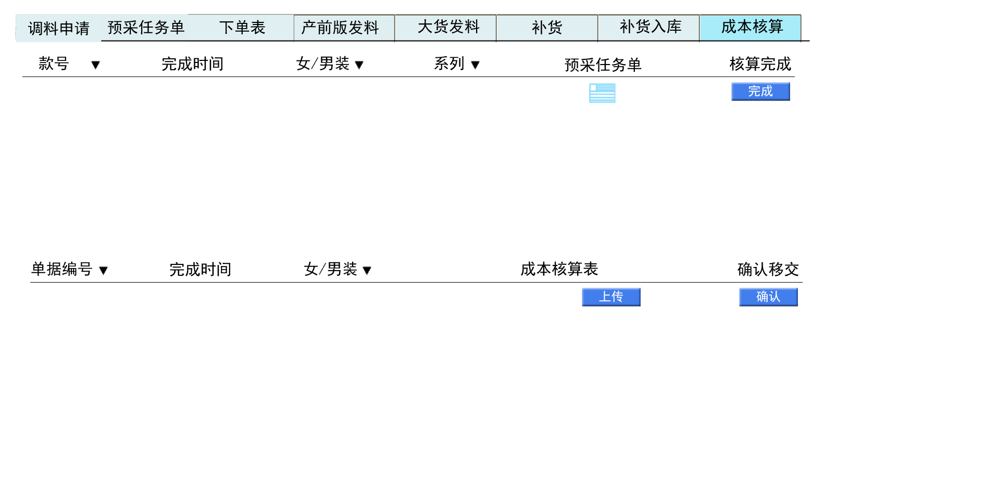 调料申请 预采任务单 下单表 产前版发料 大货发料 补货 补货入库 成本核算
款号 ▼ 完成时间 女/男装 ▼ 系列 ▼ 预采任务单 核算完成
完成
单据编号 ▼ 完成时间 女/男装 ▼ 成本核算表 确认移交
上传 确认